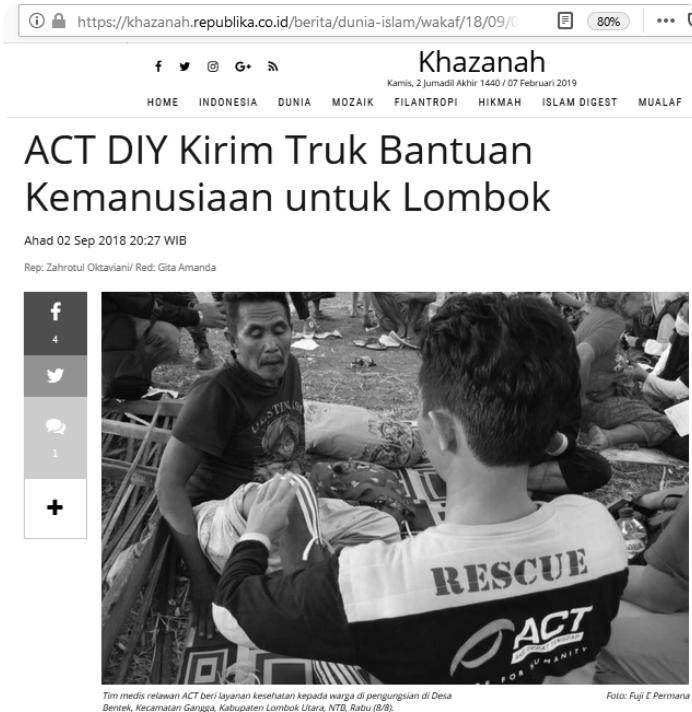 https://khazanah.republika.co.id/berita/dunia-islam/wakaf/18/09/0
80%
Khazanah
Kamis, 2 Jumadil Akhir 1440 / 07 Februari 2019
HOME INDONESIA DUNIA MOZAIK FILANTROPI HIKMAH ISLAM DIGEST MUALAF
ACT DIY Kirim Truk Bantuan
Kemanusiaan untuk Lombok
Ahad 02 Sep 2018 20:27 WIB
Rep: Zahrotul Oktaviani/ Red: Gita Amanda
4
1
RESCUE
ACT
FOR HUMANITY
Tim medis relawan ACT beri layanan kesehatan kepada warga di pengungsian di Desa
Bentek, Kecamatan Gangga, Kabupaten Lombok Utara, NTB, Rabu (8/8).
Foto: Fuji E Permana